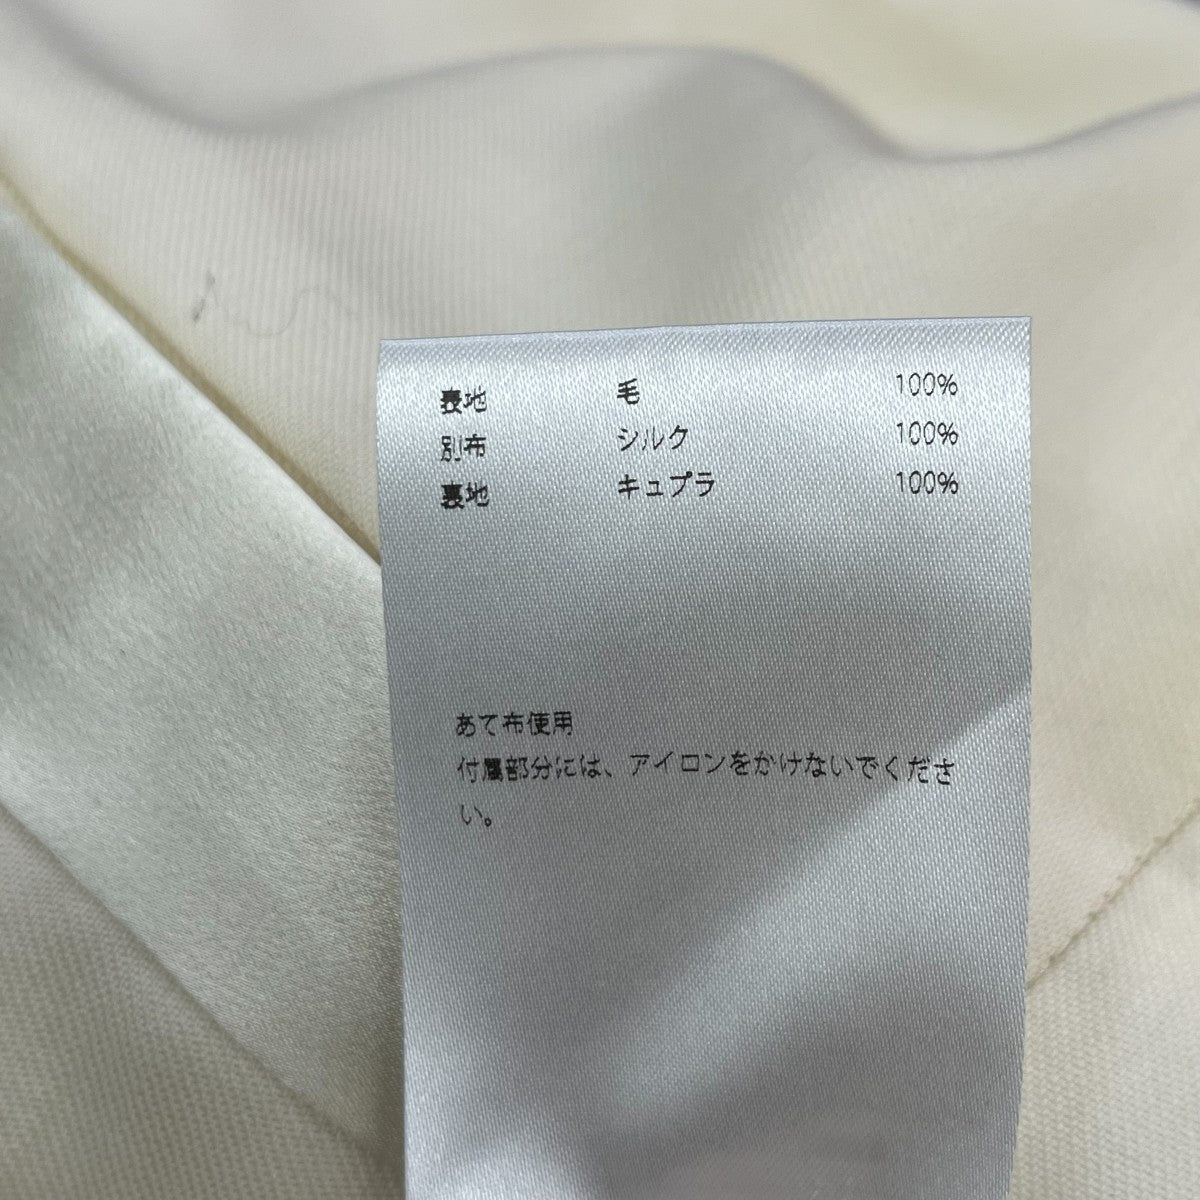 表地 毛 100%
別布 シルク 100%
裏地 キュプラ 100%
あて布使用
付属部分には、アイロンをかけないでくださ
い。